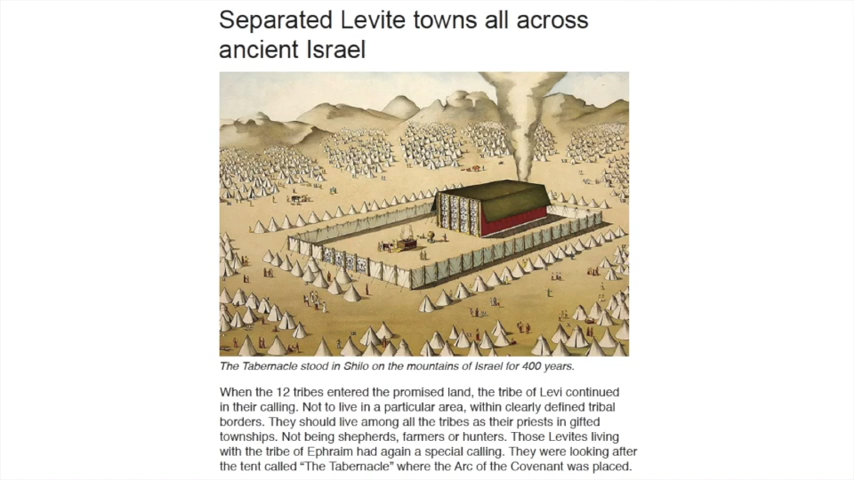 Separated Levite towns all across
ancient Israel
The Tabernacle stood in Shilo on the mountains of Israel for 400 years.
When the 12 tribes entered the promised land, the tribe of Levi continued
in their calling. Not to live in a particular area, within clearly defined tribal
borders. They should live among all the tribes as their priests in gifted
townships. Not being shepherds, farmers or hunters. Those Levites living
with the tribe of Ephraim had again a special calling. They were looking after
the tent called “The Tabernacle” where the Arc of the Covenant was placed.